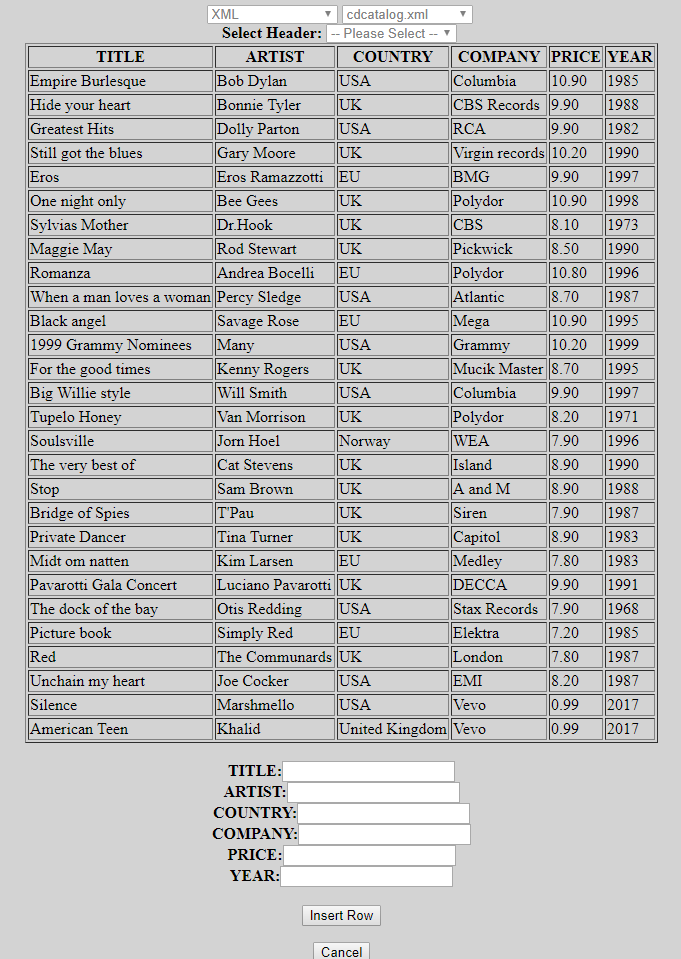 XML cdcatalog.xml
Select Header: -- Please Select --
TITLE ARTIST COUNTRY COMPANY PRICE YEAR
Empire Burlesque Bob Dylan USA Columbia 10.90 1985
Hide your heart Bonnie Tyler UK CBS Records 9.90 1988
Greatest Hits Dolly Parton USA RCA 9.90 1982
Still got the blues Gary Moore UK Virgin records 10.20 1990
Eros Eros Ramazzotti EU BMG 9.90 1997
One night only Bee Gees UK Polydor 10.90 1998
Sylvias Mother Dr.Hook UK CBS 8.10 1973
Maggie May Rod Stewart UK Pickwick 8.50 1990
Romanza Andrea Bocelli EU Polydor 10.80 1996
When a man loves a woman Percy Sledge USA Atlantic 8.70 1987
Black angel Savage Rose EU Mega 10.90 1995
1999 Grammy Nominees Many USA Grammy 10.20 1999
For the good times Kenny Rogers UK Mucik Master 8.70 1995
Big Willie style Will Smith USA Columbia 9.90 1997
Tupelo Honey Van Morrison UK Polydor 8.20 1971
Soulsville Jorn Hoel Norway WEA 7.90 1996
The very best of Cat Stevens UK Island 8.90 1990
Stop Sam Brown UK A and M 8.90 1988
Bridge of Spies T'Pau UK Siren 7.90 1987
Private Dancer Tina Turner UK Capitol 8.90 1983
Midt om natten Kim Larsen EU Medley 7.80 1983
Pavarotti Gala Concert Luciano Pavarotti UK DECCA 9.90 1991
The dock of the bay Otis Redding USA Stax Records 7.90 1968
Picture book Simply Red EU Elektra 7.20 1985
Red The Communards UK London 7.80 1987
Unchain my heart Joe Cocker USA EMI 8.20 1987
Silence Marshmello USA Vevo 0.99 2017
American Teen Khalid United Kingdom Vevo 0.99 2017
TITLE:
ARTIST:
COUNTRY:
COMPANY:
PRICE:
YEAR:
Insert Row
Cancel